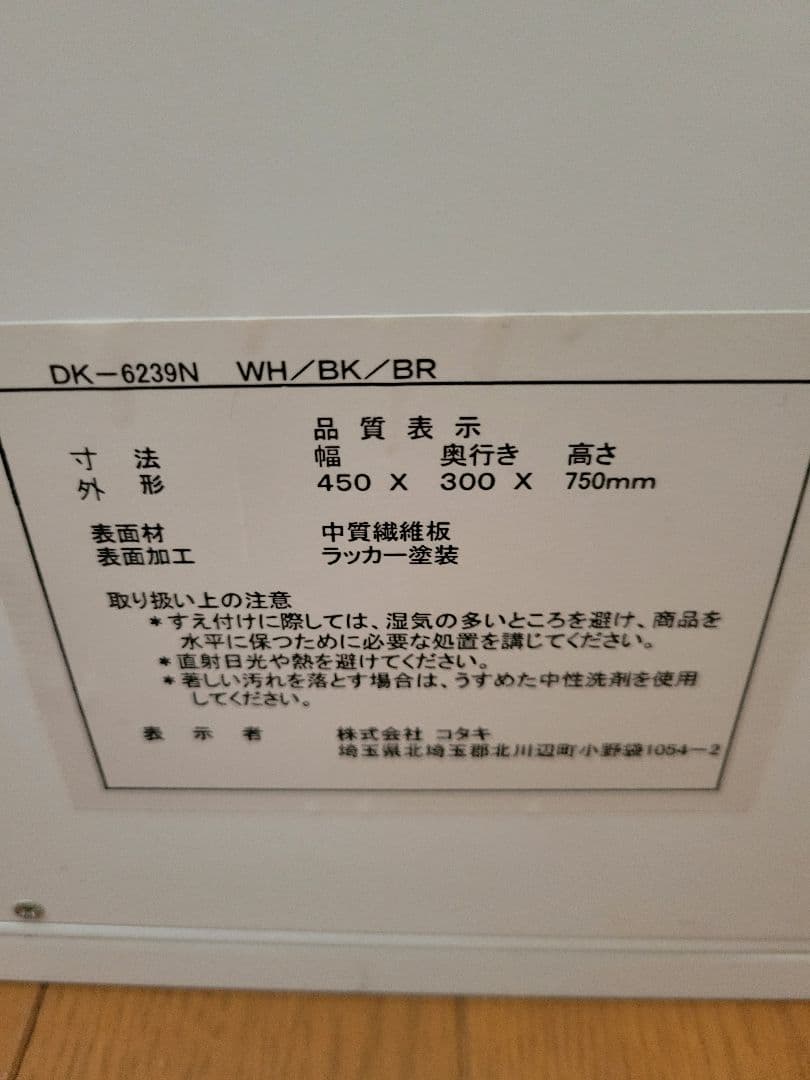 DK－6239N　WH／BK／BR
品 質 表 示
寸 法　幅　奥行き　高さ
外 形　450 X 300 X 750mm
表面材　中質繊維板
表面加工　ラッカー塗装
取り扱い上の注意
＊すえ付けに際しては、湿気の多いところを避け、商品を
水平に保つために必要な処置を講じてください。
＊直射日光や熱を避けてください。
＊著しい汚れを落とす場合は、うすめた中性洗剤を使用
してください。
表 示 者　株式会社 コタキ
埼玉県北埼玉郡北川辺町小野袋1054－2